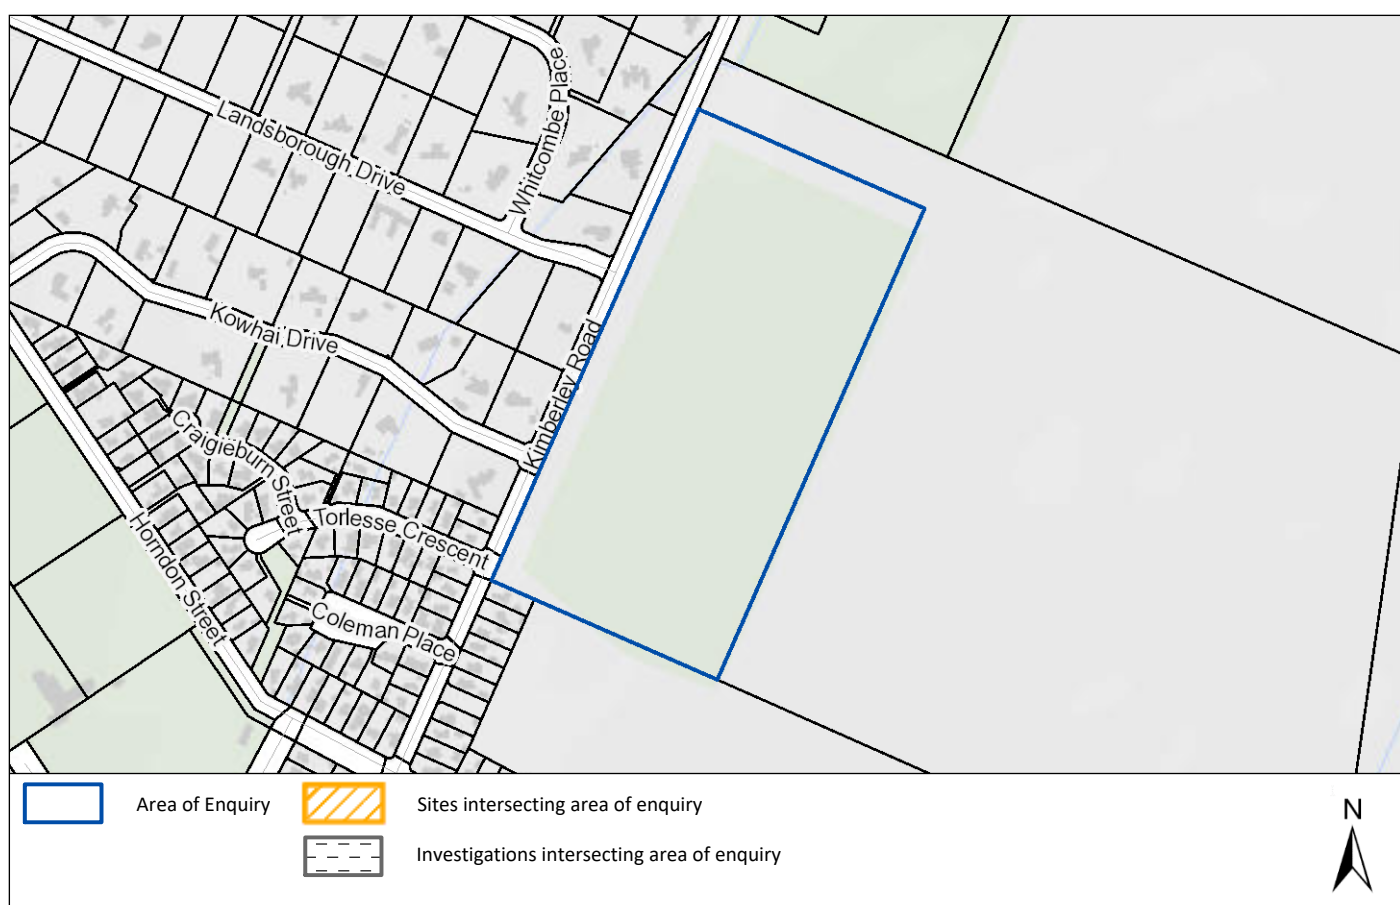 Whitcombe Place
Landsborough Drive
Kowhai Drive
Kimberley Road
Craigieburn Street
Torlesse Crescent
Horndon Street
Coleman Place
Area of Enquiry
Sites intersecting area of enquiry
Investigations intersecting area of enquiry
N